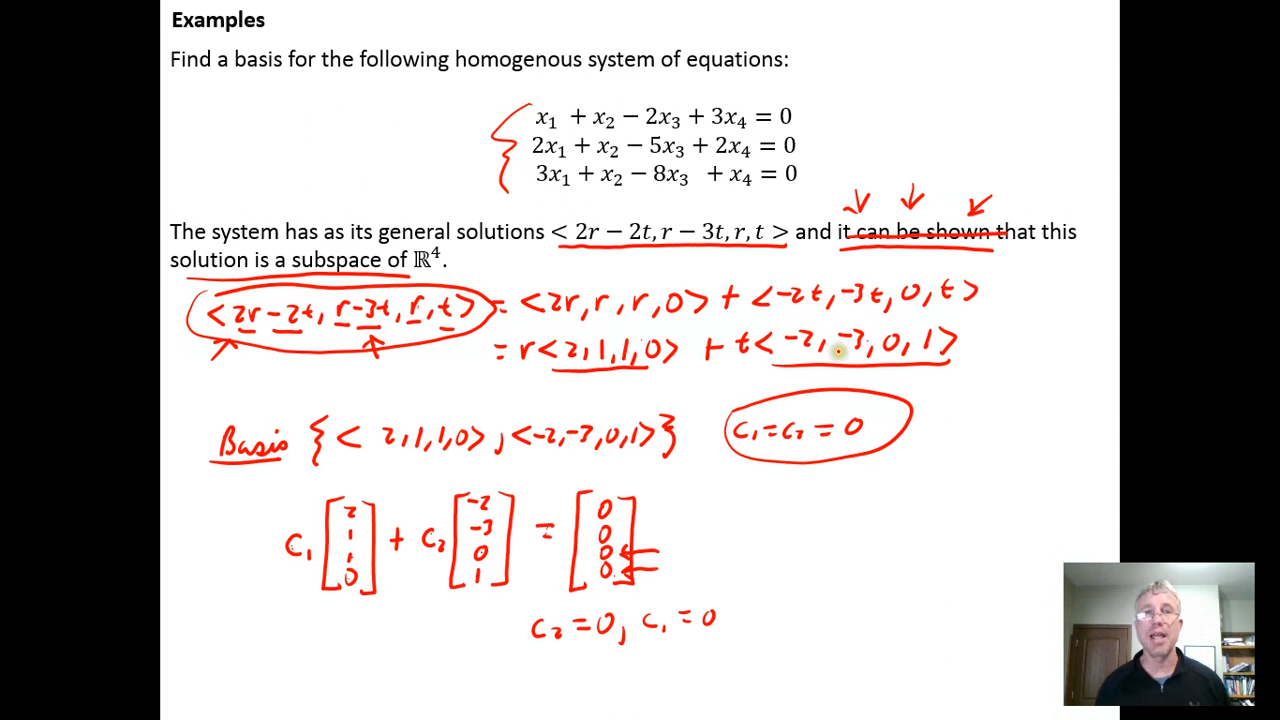 Examples
Find a basis for the following homogenous system of equations:
x₁ + x₂ − 2x₃ + 3x₄ = 0
2x₁ + x₂ − 5x₃ + 2x₄ = 0
3x₁ + x₂ − 8x₃ + x₄ = 0
The system has as its general solutions < 2r − 2t, r − 3t, r, t > and it can be shown that this
solution is a subspace of ℝ⁴.
<2r-2t, r-3t, r, t> = <2r, r, r, 0> + <-2t, -3t, 0, t>
= r<2,1,1,0> + t<-2,-3,0,1>
Basis {< 2,1,1,0>, <-2,-3,0,1>} c₁=c₂=0
c₁ [2 1 1 0] + c₂ [-2 -3 0 1] = [0 0 0 0]
c₂=0, c₁=0